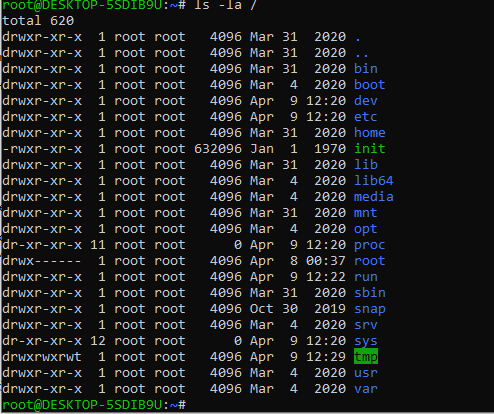 root@DESKTOP-5SDIB9U:~# ls -la /
total 620
drwxr-xr-x  1 root root   4096 Mar 31  2020 .
drwxr-xr-x  1 root root   4096 Mar 31  2020 ..
drwxr-xr-x  1 root root   4096 Mar 31  2020 bin
drwxr-xr-x  1 root root   4096 Mar  4  2020 boot
drwxr-xr-x  1 root root   4096 Apr  9 12:20 dev
drwxr-xr-x  1 root root   4096 Apr  9 12:20 etc
drwxr-xr-x  1 root root   4096 Mar 31  2020 home
-rwxr-xr-x  1 root root 632096 Jan  1  1970 init
drwxr-xr-x  1 root root   4096 Mar 31  2020 lib
drwxr-xr-x  1 root root   4096 Mar  4  2020 lib64
drwxr-xr-x  1 root root   4096 Mar  4  2020 media
drwxr-xr-x  1 root root   4096 Mar 31  2020 mnt
drwxr-xr-x  1 root root   4096 Mar  4  2020 opt
dr-xr-xr-x 11 root root      0 Apr  9 12:20 proc
drwx------  1 root root   4096 Apr  8 00:37 root
drwxr-xr-x  1 root root   4096 Apr  9 12:22 run
drwxr-xr-x  1 root root   4096 Mar 31  2020 sbin
drwxr-xr-x  1 root root   4096 Oct 30  2019 snap
drwxr-xr-x  1 root root   4096 Mar  4  2020 srv
dr-xr-xr-x 12 root root      0 Apr  9 12:20 sys
drwxrwxrwt  1 root root   4096 Apr  9 12:29 tmp
drwxr-xr-x  1 root root   4096 Mar  4  2020 usr
drwxr-xr-x  1 root root   4096 Mar  4  2020 var
root@DESKTOP-5SDIB9U:~#